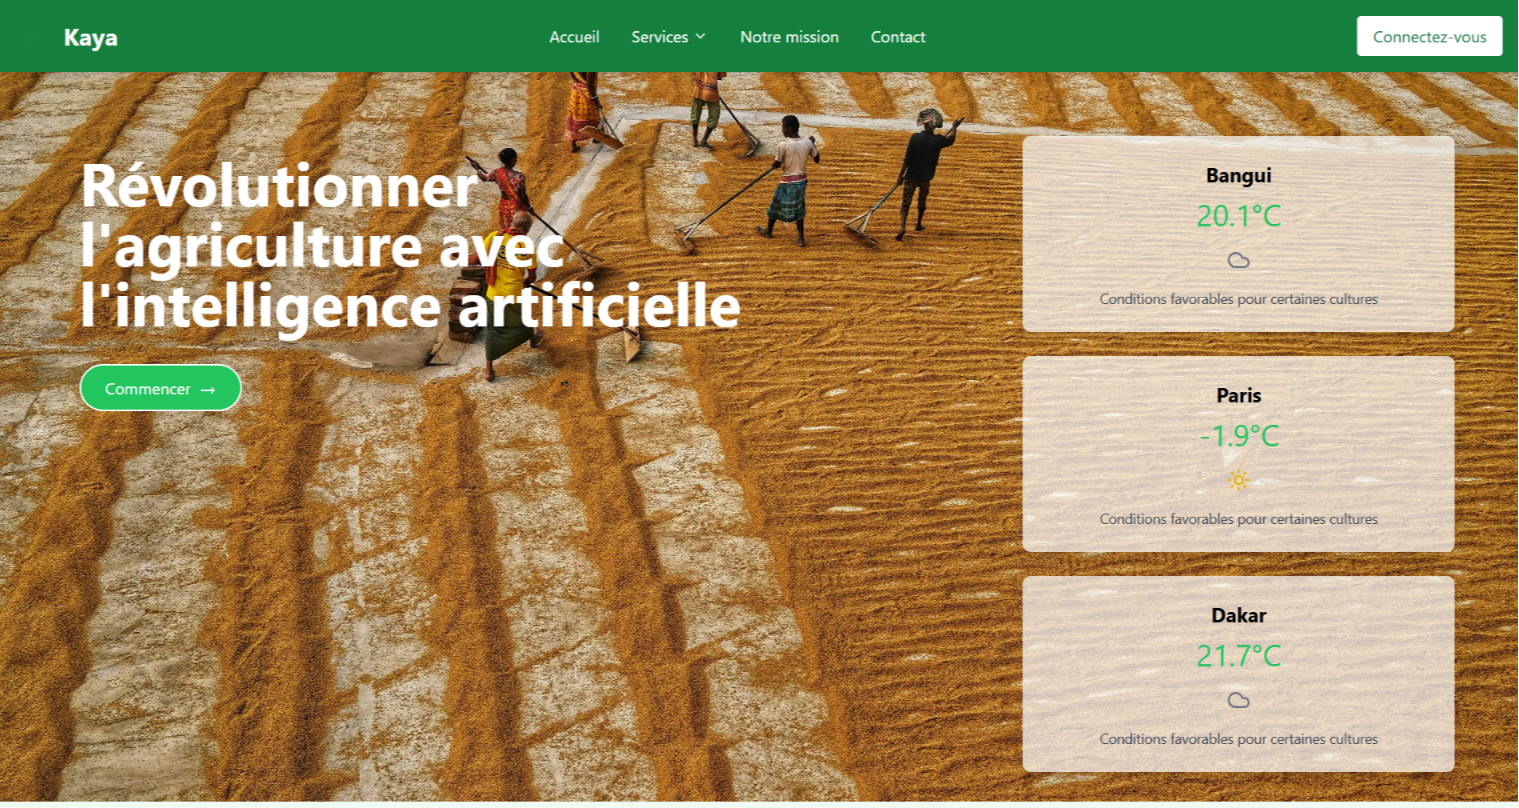 Kaya
Accueil
Services
Notre mission
Contact
Connectez-vous
Révolutionner
l'agriculture avec
l'intelligence artificielle
Commencer →
Bangui
20.1°C
Conditions favorables pour certaines cultures
Paris
-1.9°C
Conditions favorables pour certaines cultures
Dakar
21.7°C
Conditions favorables pour certaines cultures